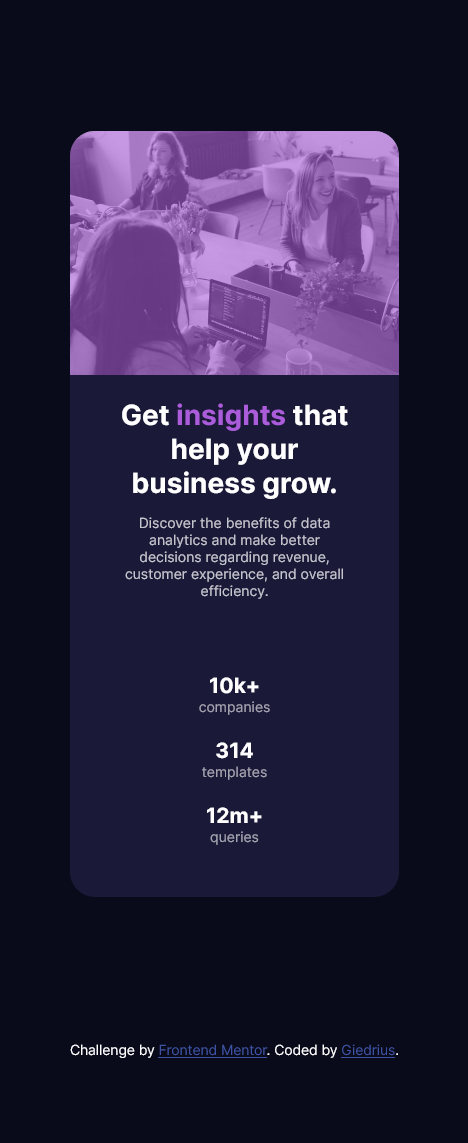 Get insights that
help your
business grow.
Discover the benefits of data
analytics and make better
decisions regarding revenue,
customer experience, and overall
efficiency.
10k+
companies
314
templates
12m+
queries
Challenge by Frontend Mentor. Coded by Giedrius.